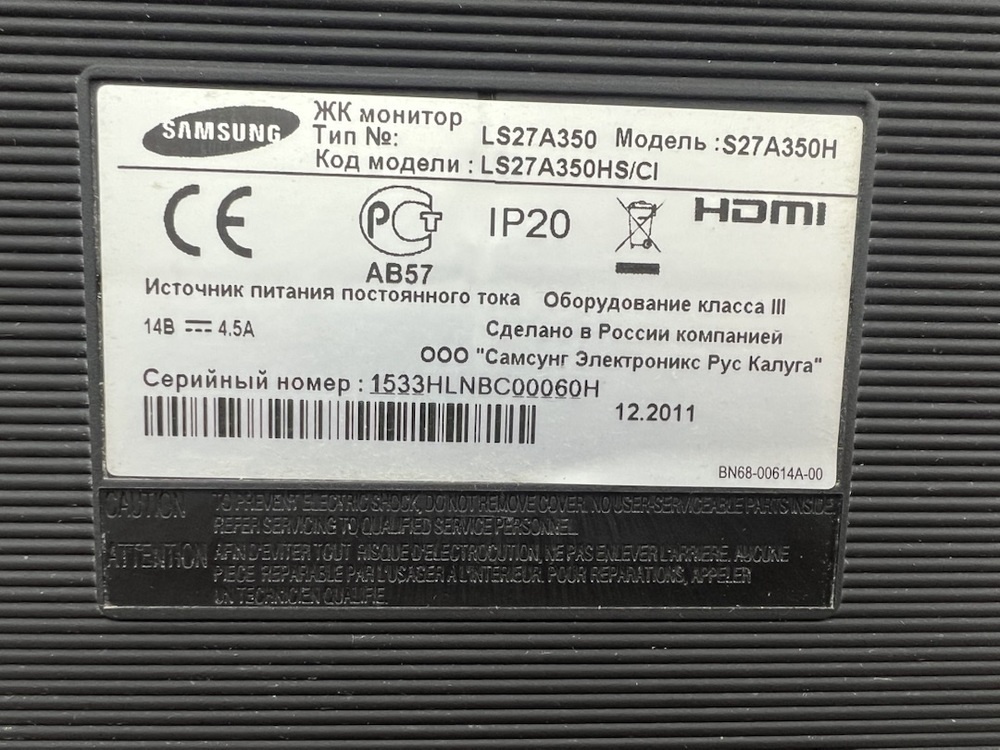 SAMSUNG
ЖК монитор
Тип №: LS27A350 Модель :S27A350H
Код модели : LS27A350HS/CI
CE РСТ IP20 HDMI
АВ57
Источник питания постоянного тока Оборудование класса III
14В 4.5А Сделано в России компанией
ООО "Самсунг Электроникс Рус Калуга"
Серийный номер : 1533HLNBC00060H
12.2011
BN68-00614A-00
CAUTION TO PREVENT ELECTRIC SHOCK, DO NOT REMOVE COVER. NO USER-SERVICEABLE PARTS INSIDE.
REFER SERVICING TO QUALIFIED SERVICE PERSONNEL.
ATTENTION AFIN D'EVITER TOUT RISQUE D'ELECTROCUTION, NE PAS ENLEVER L'ARRIERE. AUCUNE
PIECE REPARABLE PAR L'USAGER A L'INTERIEUR. POUR REPARATIONS, APPELER
UN TECHNICIEN QUALIFIE.